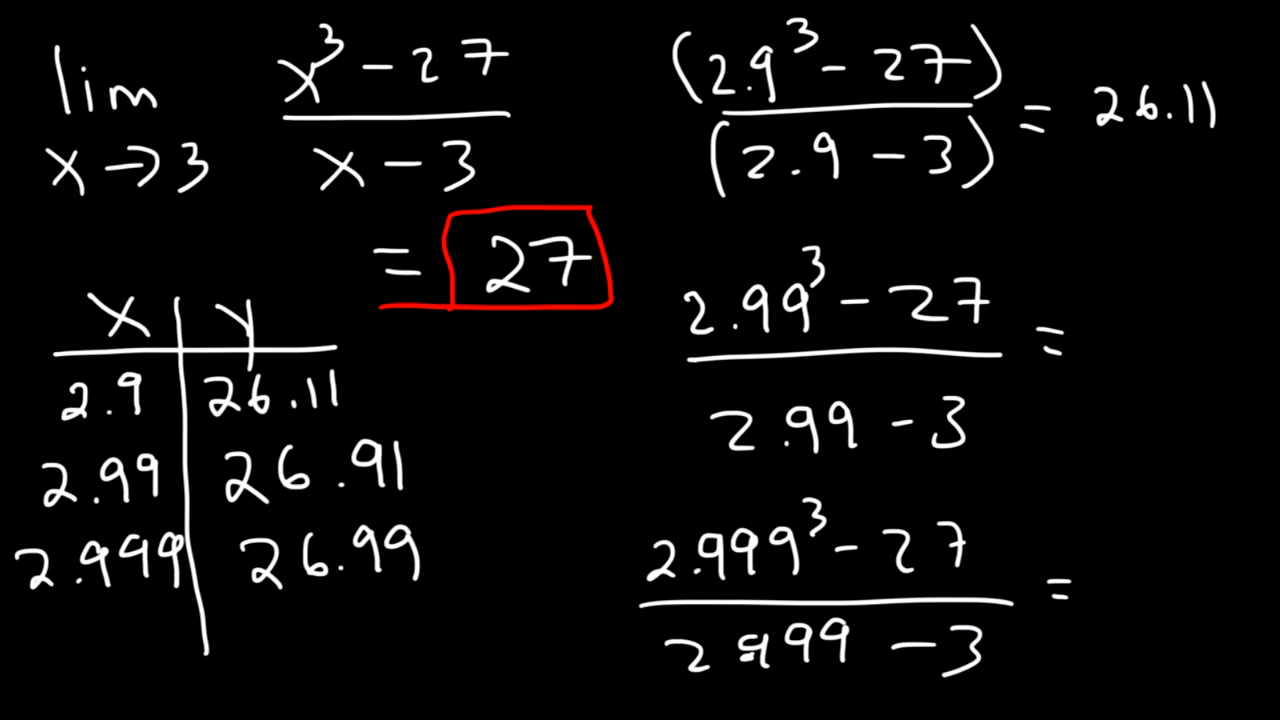 lim x→3 (x³ - 27)/(x - 3)
= 27
x | y
2.9 | 26.11
2.99 | 26.91
2.999 | 26.99
(2.9³ - 27)/(2.9 - 3) = 26.11
(2.99³ - 27)/(2.99 - 3) =
(2.999³ - 27)/(2.999 - 3) =